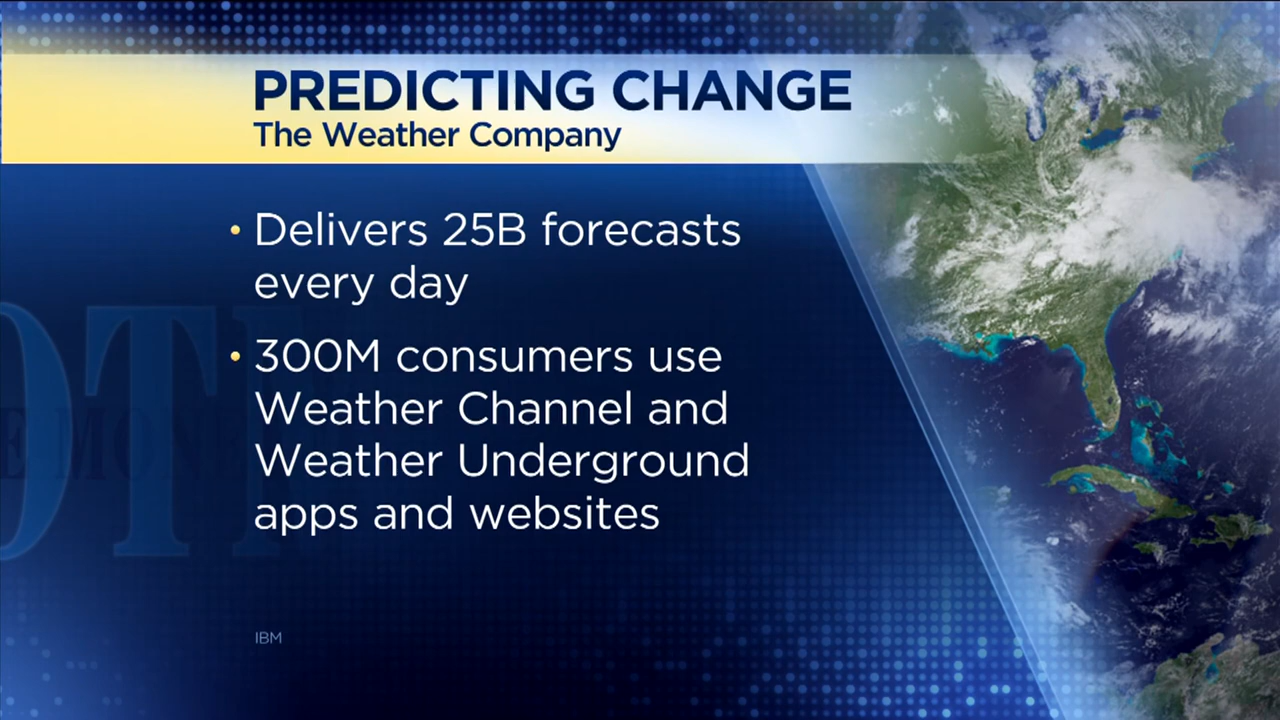 PREDICTING CHANGE
The Weather Company
• Delivers 25B forecasts
every day
• 300M consumers use
Weather Channel and
Weather Underground
apps and websites
IBM